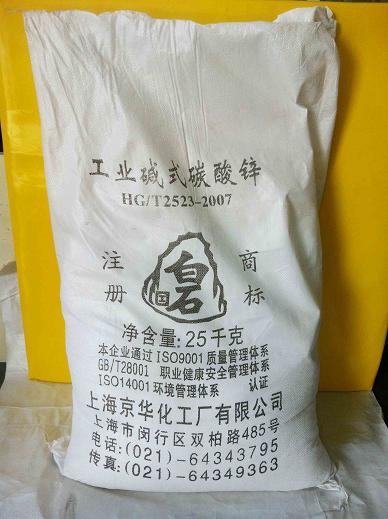 工业碱式碳酸锌
HG/T2523-2007
注册 商标
白石
国
净含量:25千克
本企业通过 ISO9001 质量管理体系
GB/T28001 职业健康安全管理体系
ISO14001环境管理体系 认证
上海京华化工厂有限公司
上海市闵行区双柏路485号
电话:(021)-64343795
传真:(021)-64349363